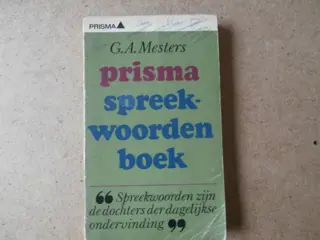 PRISMA
G.A. Mesters
prisma
spreek-
woorden
boek
“Spreekwoorden zijn
de dochters der dagelijkse
ondervinding”